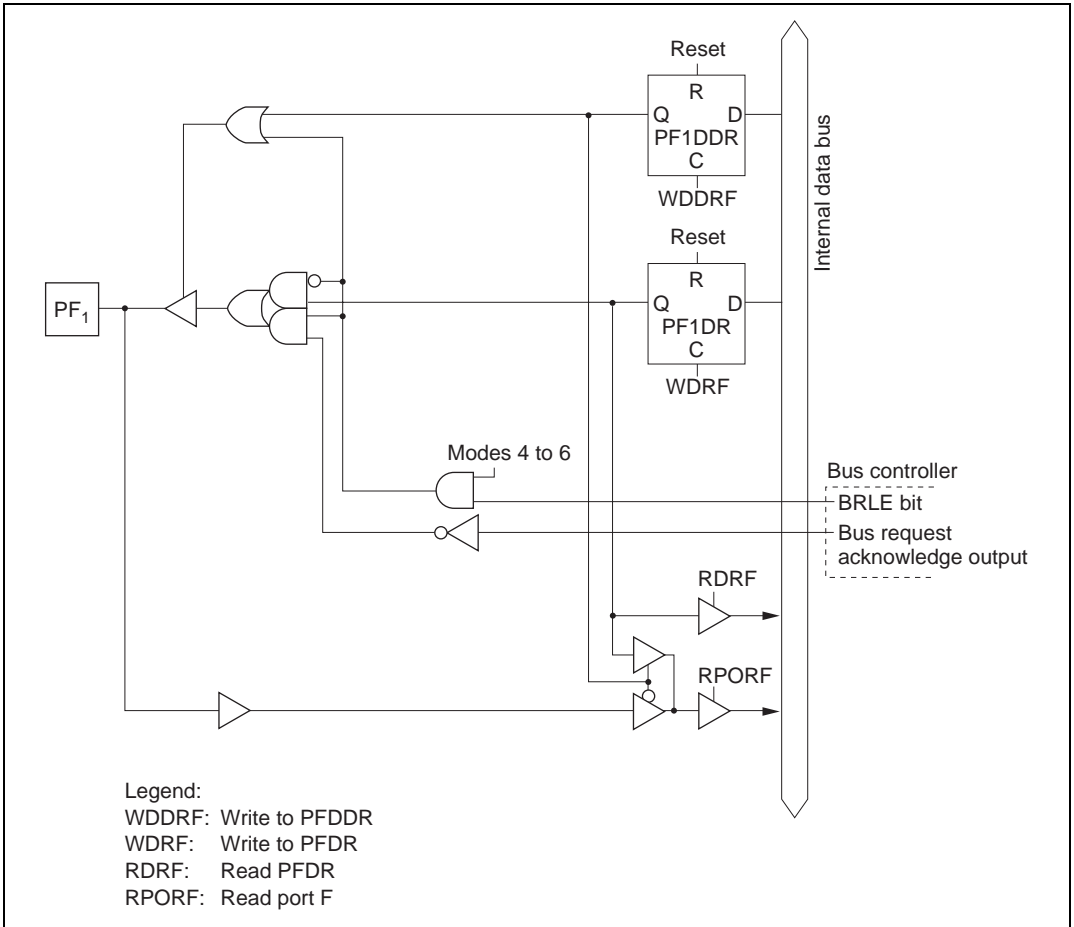 Reset
R
Q D
PF1DDR
C
WDDRF
Internal data bus
Reset
R
Q D
PF1DR
C
WDRF
PF1
Modes 4 to 6
Bus controller
BRLE bit
Bus request
acknowledge output
RDRF
RPORF
Legend:
WDDRF: Write to PFDDR
WDRF: Write to PFDR
RDRF: Read PFDR
RPORF: Read port F